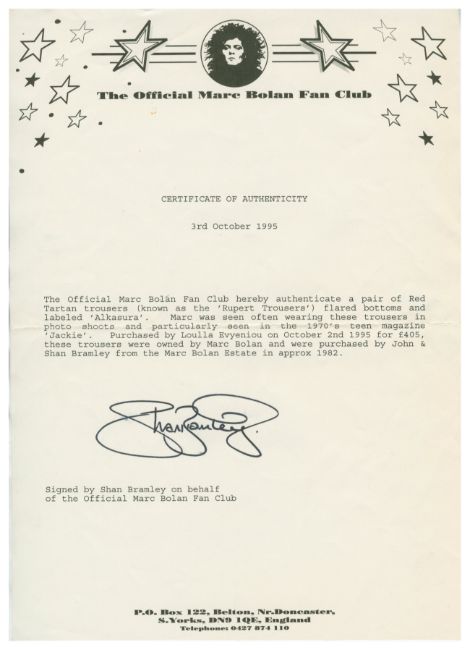 The Official Marc Bolan Fan Club
CERTIFICATE OF AUTHENTICITY
3rd October 1995
The Official Marc Bolan Fan Club hereby authenticate a pair of Red
Tartan trousers (known as the 'Rupert Trousers') flared bottoms and
labeled 'Alkasura'. Marc was seen often wearing these trousers in
photo shoots and particularly seen in the 1970's teen magazine
'Jackie'. Purchased by Loulla Evyeniou on October 2nd 1995 for £405,
these trousers were owned by Marc Bolan and were purchased by John &
Shan Bramley from the Marc Bolan Estate in approx 1982.
Shan Bramley.
Signed by Shan Bramley on behalf
of the Official Marc Bolan Fan Club
P.O. Box 122, Belton, Nr.Doncaster,
S.Yorks, DN9 1QE, England
Telephone: 0427 874 110